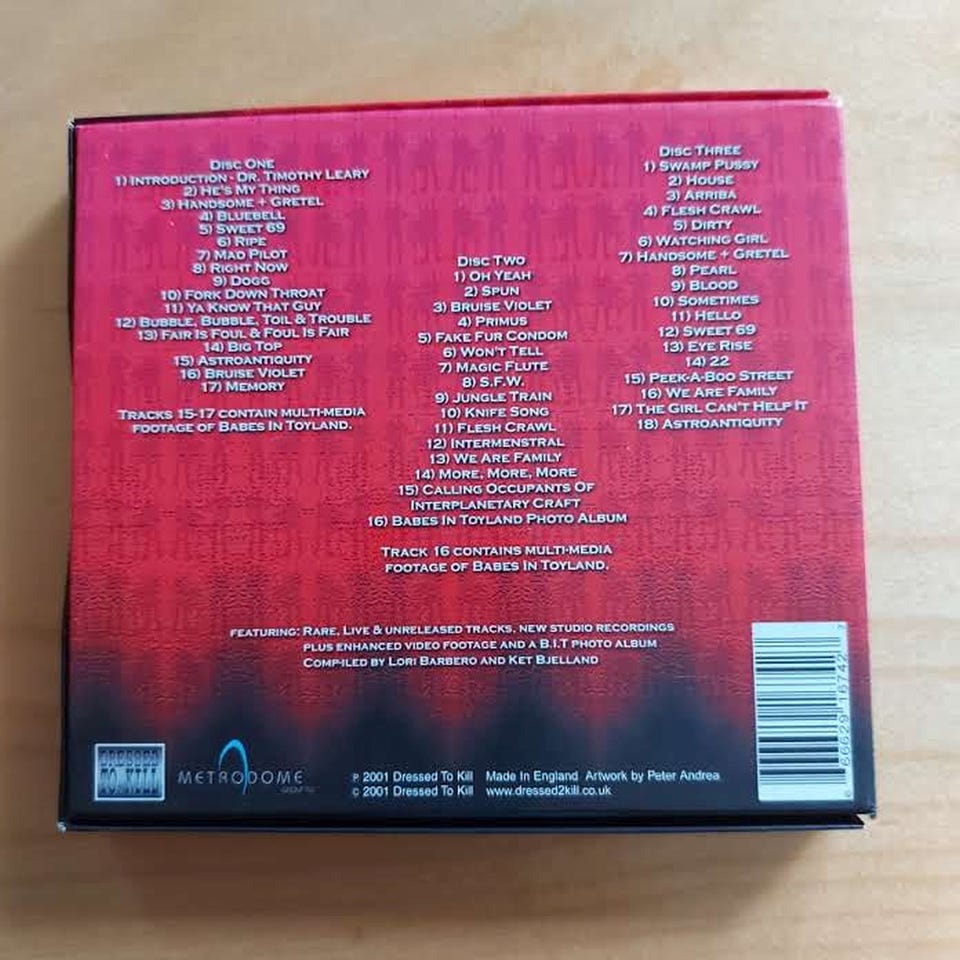 DISC ONE
1) INTRODUCTION - DR. TIMOTHY LEARY
2) HE'S MY THING
3) HANDSOME + GRETEL
4) BLUEBELL
5) SWEET 69
6) RIPE
7) MAD PILOT
8) RIGHT NOW
9) DOGG
10) FORK DOWN THROAT
11) YA KNOW THAT GUY
12) BUBBLE, BUBBLE, TOIL & TROUBLE
13) FAIR IS FOUL & FOUL IS FAIR
14) BIG TOP
15) ASTROANTIQUITY
16) BRUISE VIOLET
17) MEMORY
TRACKS 15-17 CONTAIN MULTI-MEDIA
FOOTAGE OF BABES IN TOYLAND.
DISC TWO
1) OH YEAH
2) SPUN
3) BRUISE VIOLET
4) PRIMUS
5) FAKE FUR CONDOM
6) WON'T TELL
7) MAGIC FLUTE
8) S.F.W.
9) JUNGLE TRAIN
10) KNIFE SONG
11) FLESH CRAWL
12) INTERMENSTRAL
13) WE ARE FAMILY
14) MORE, MORE, MORE
15) CALLING OCCUPANTS OF
INTERPLANETARY CRAFT
16) BABES IN TOYLAND PHOTO ALBUM
TRACK 16 CONTAINS MULTI-MEDIA
FOOTAGE OF BABES IN TOYLAND.
DISC THREE
1) SWAMP PUSSY
2) HOUSE
3) ARRIBA
4) FLESH CRAWL
5) DIRTY
6) WATCHING GIRL
7) HANDSOME + GRETEL
8) PEARL
9) BLOOD
10) SOMETIMES
11) HELLO
12) SWEET 69
13) EYE RISE
14) 22
15) PEEK-A-BOO STREET
16) WE ARE FAMILY
17) THE GIRL CAN'T HELP IT
18) ASTROANTIQUITY
FEATURING: RARE, LIVE & UNRELEASED TRACKS, NEW STUDIO RECORDINGS
PLUS ENHANCED VIDEO FOOTAGE AND A B.I.T PHOTO ALBUM
COMPILED BY LORI BARBERO AND KET BJELLAND
DRESSED
TO KILL
METRODOME
℗ 2001 Dressed To Kill Made In England Artwork by Peter Andrea
© 2001 Dressed To Kill www.dressed2kill.co.uk
6 66629 16742 7